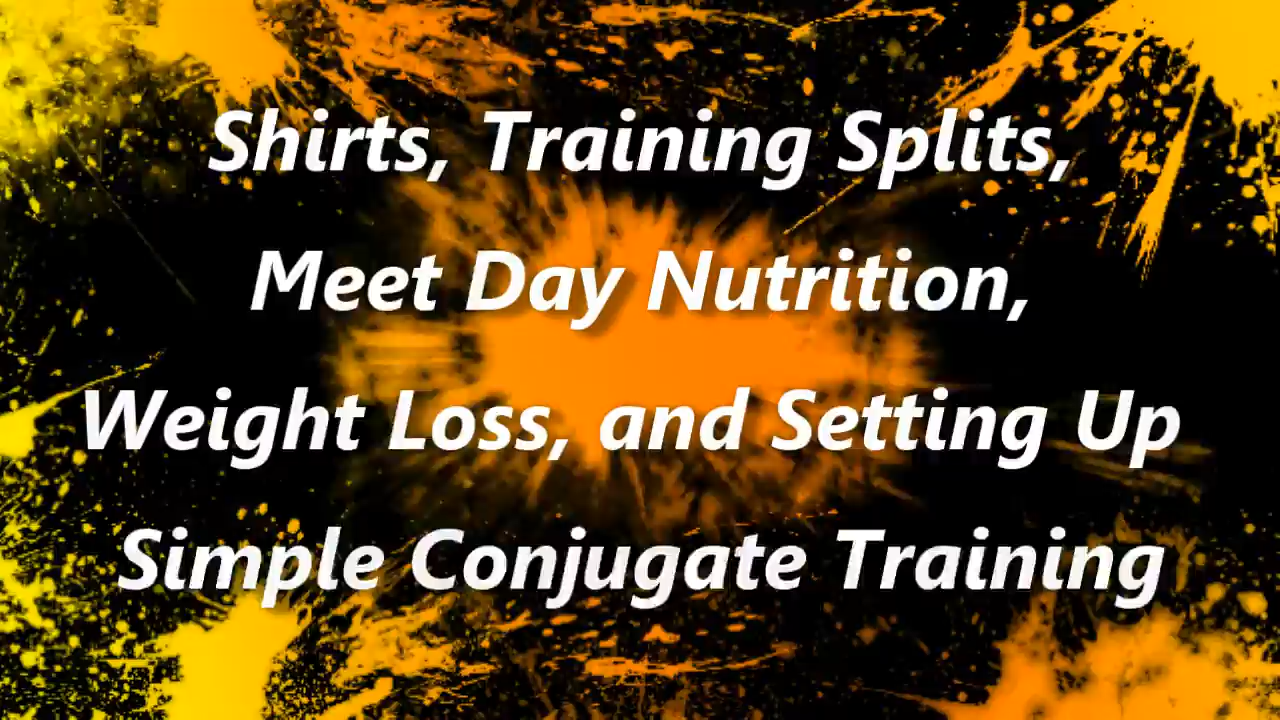 Shirts, Training Splits,
Meet Day Nutrition,
Weight Loss, and Setting Up
Simple Conjugate Training